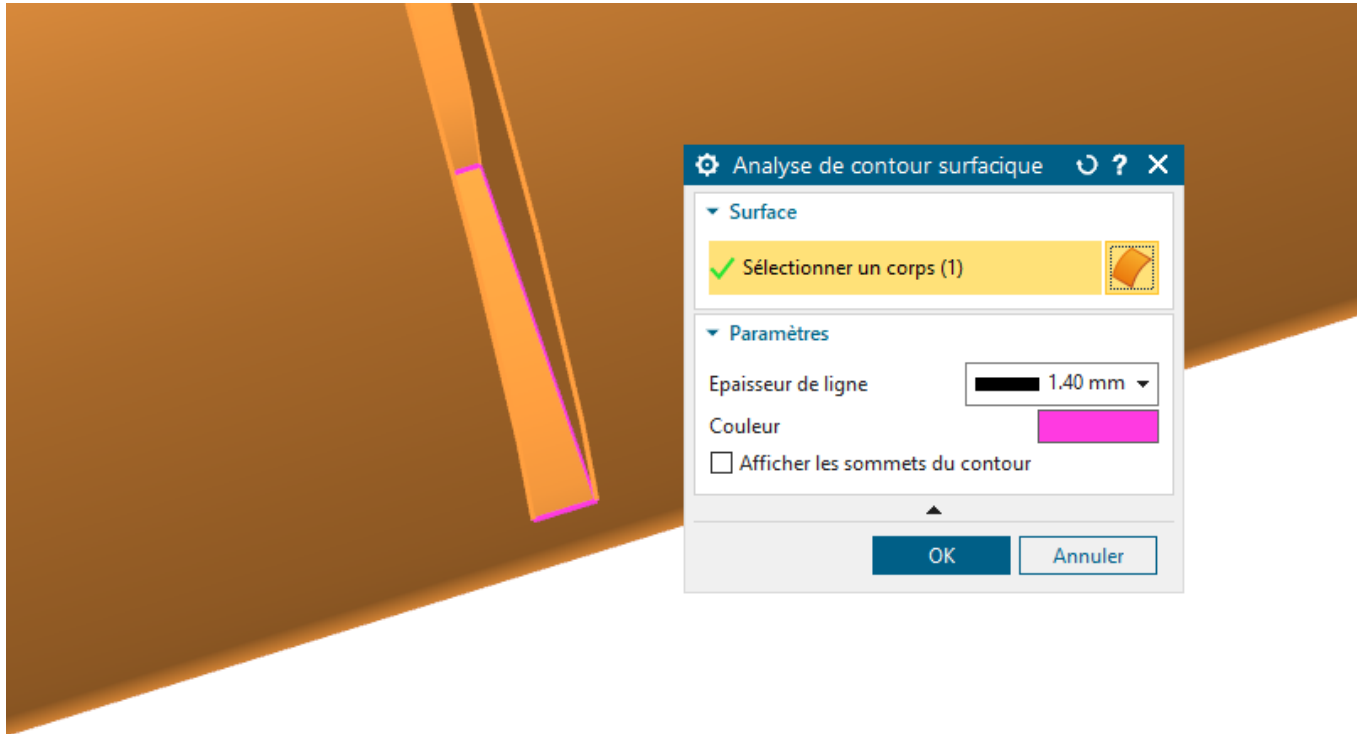 Analyse de contour surfacique
Surface
Sélectionner un corps (1)
Paramètres
Epaisseur de ligne 1.40 mm
Couleur
Afficher les sommets du contour
OK Annuler